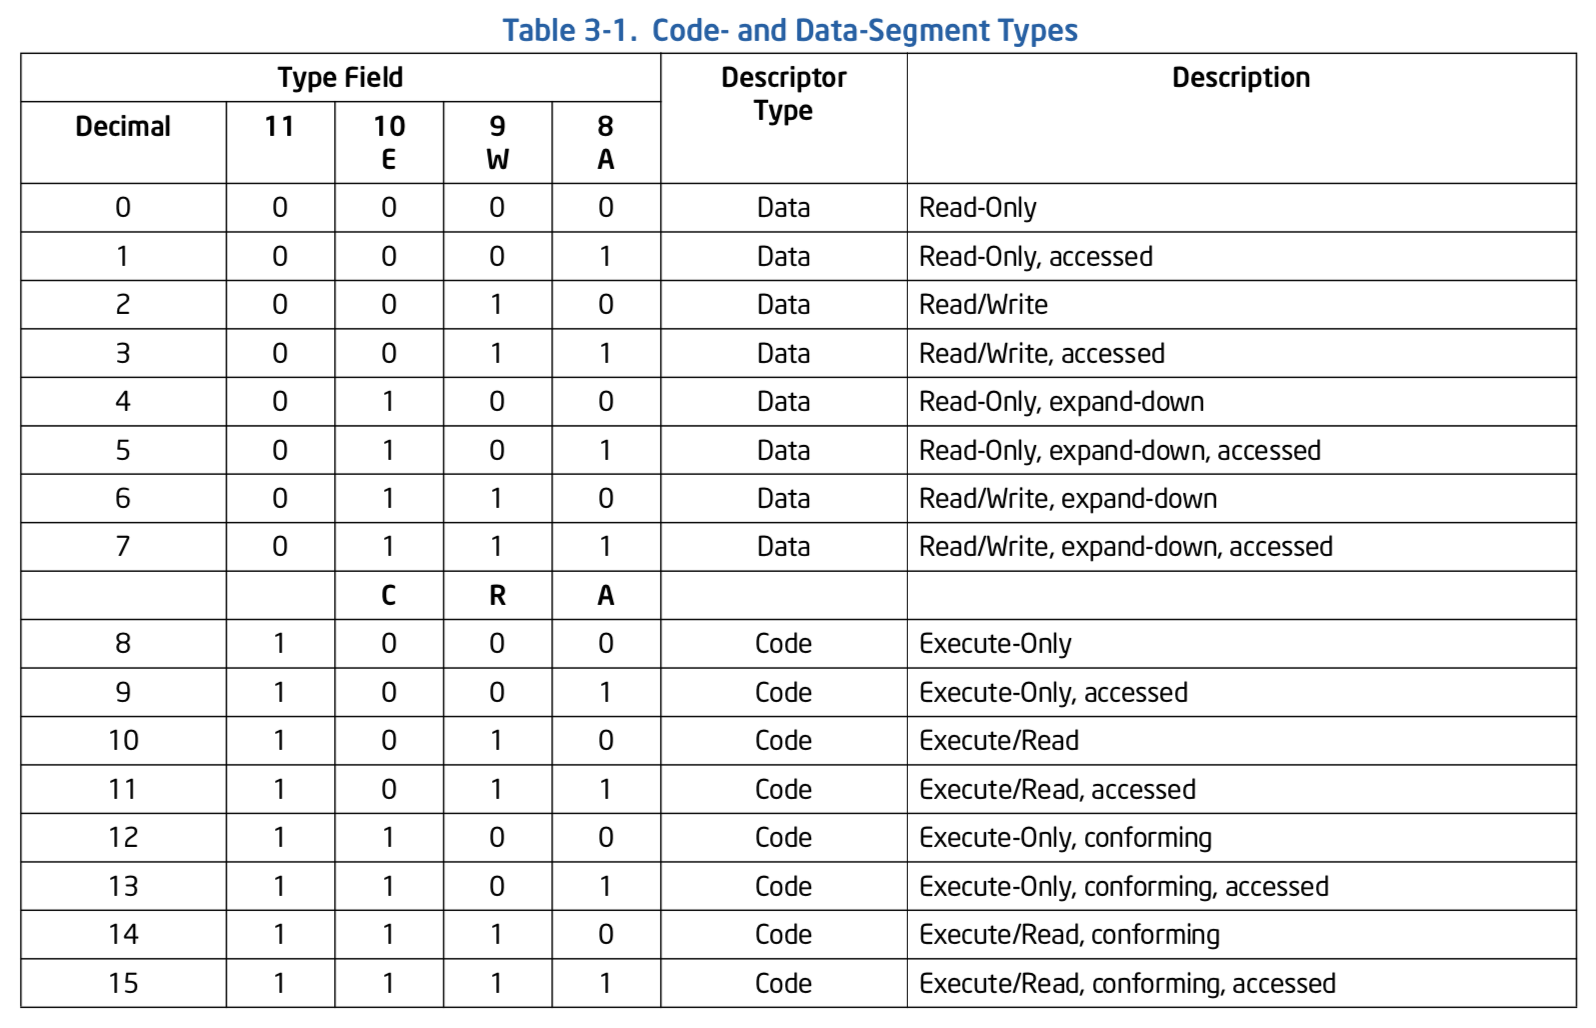 Table 3-1. Code- and Data-Segment Types
Type Field Descriptor Type Description
Decimal 11 10 E 9 W 8 A
0 0 0 0 0 Data Read-Only
1 0 0 0 1 Data Read-Only, accessed
2 0 0 1 0 Data Read/Write
3 0 0 1 1 Data Read/Write, accessed
4 0 1 0 0 Data Read-Only, expand-down
5 0 1 0 1 Data Read-Only, expand-down, accessed
6 0 1 1 0 Data Read/Write, expand-down
7 0 1 1 1 Data Read/Write, expand-down, accessed
C R A
8 1 0 0 0 Code Execute-Only
9 1 0 0 1 Code Execute-Only, accessed
10 1 0 1 0 Code Execute/Read
11 1 0 1 1 Code Execute/Read, accessed
12 1 1 0 0 Code Execute-Only, conforming
13 1 1 0 1 Code Execute-Only, conforming, accessed
14 1 1 1 0 Code Execute/Read, conforming
15 1 1 1 1 Code Execute/Read, conforming, accessed